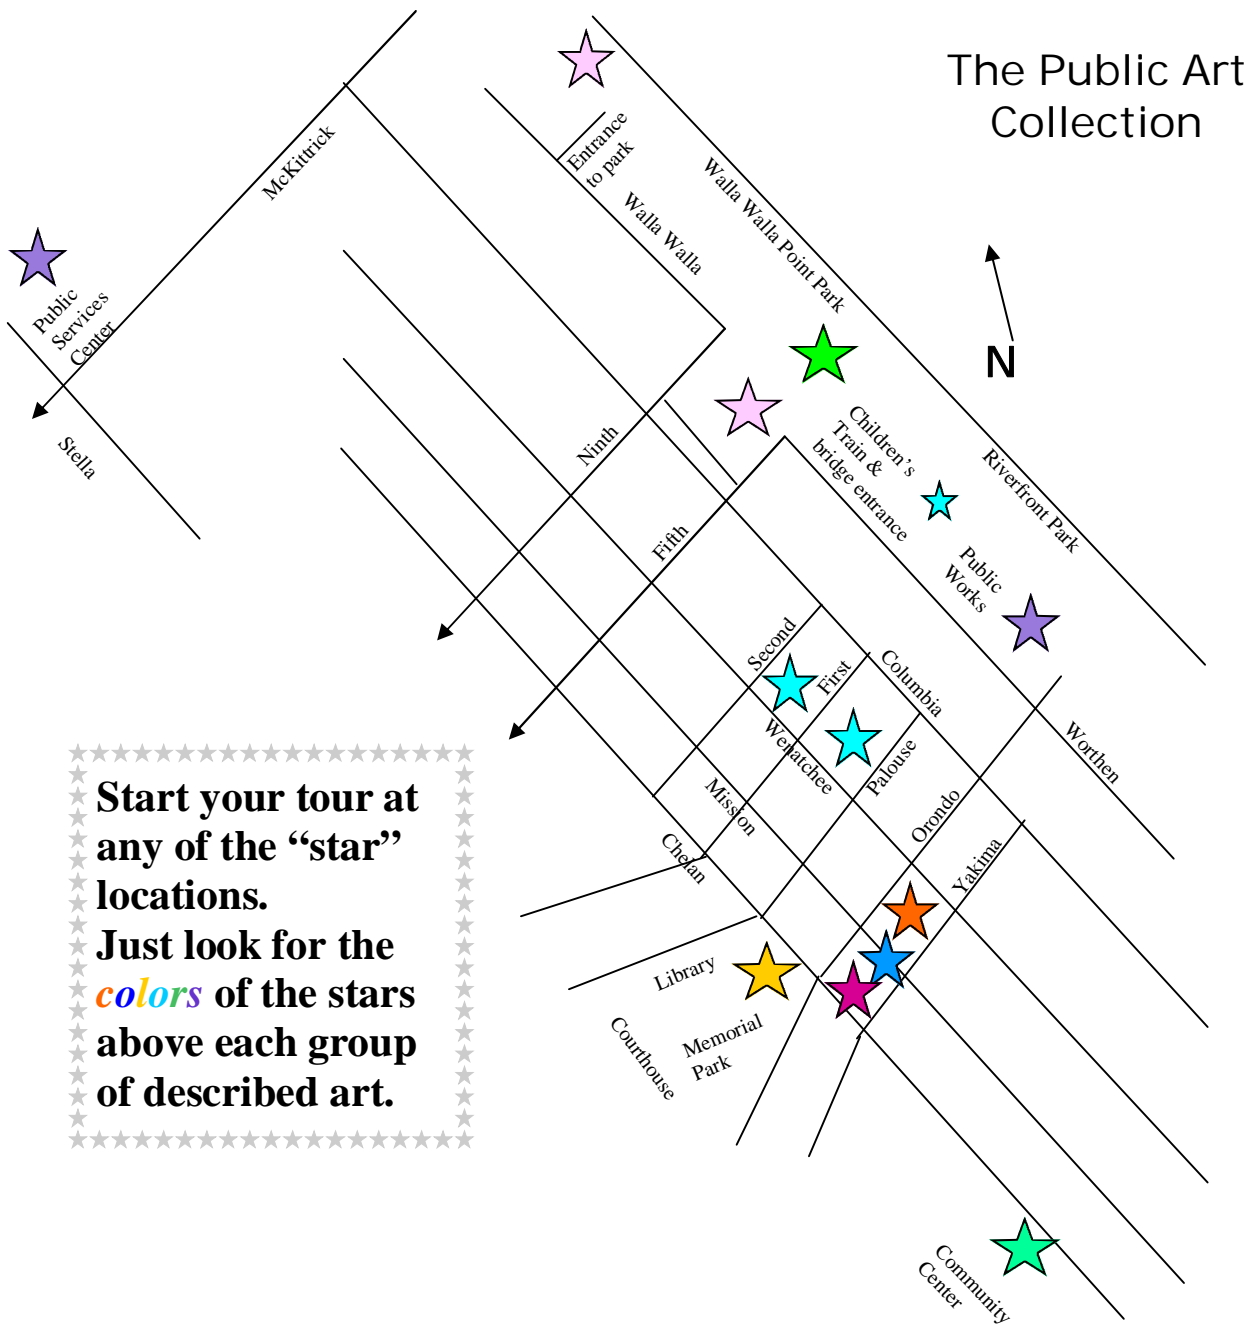 The Public Art
Collection
McKittrick
Entrance
to park
Walla Walla
Walla Walla Point Park
N
Public
Services
Center
Stella
Ninth
Fifth
Children's
Train &
bridge entrance
Riverfront Park
Public
Works
Second
First
Columbia
Wenatchee
Palouse
Worthen
Mission
Orondo
Chelan
Yakima
Library
Memorial
Park
Courthouse
Community
Center
Start your tour at
any of the “star”
locations.
Just look for the
colors of the stars
above each group
of described art.